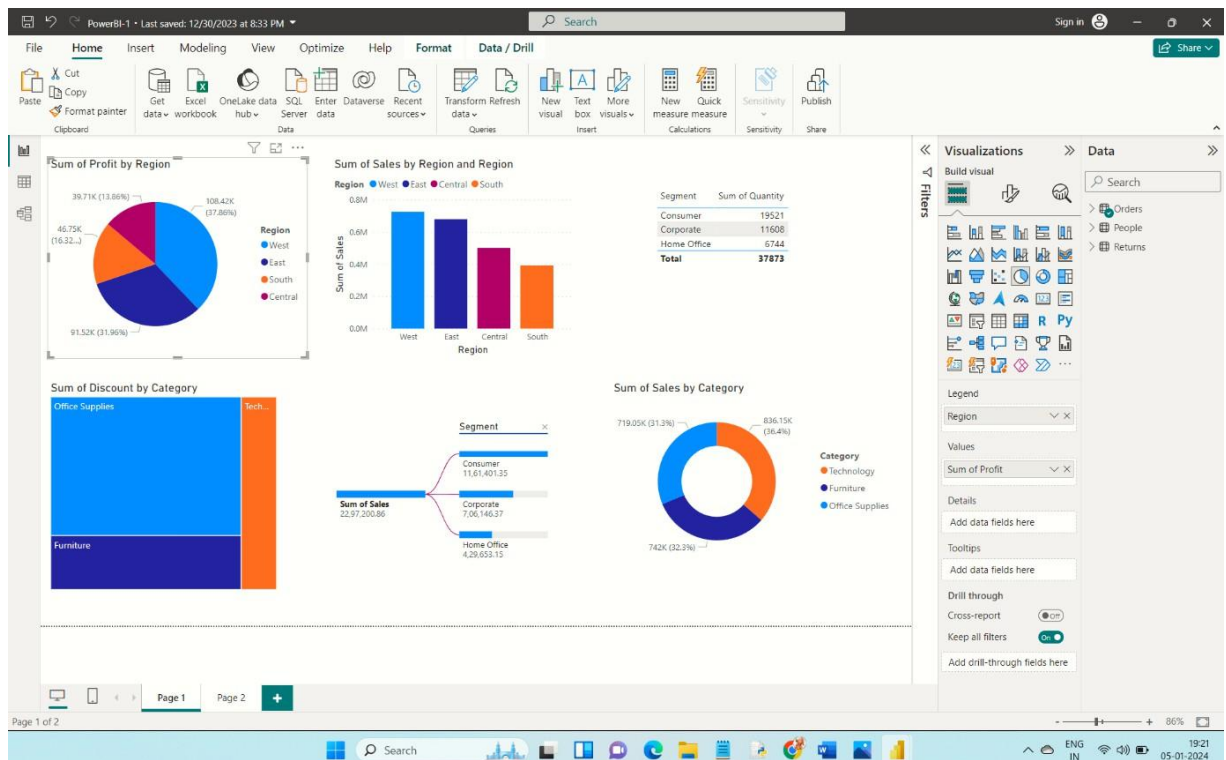 PowerBI-1 • Last saved: 12/30/2023 at 8:33 PM
Search
Sign in
File Home Insert Modeling View Optimize Help Format Data / Drill
Share
Paste
Cut
Copy
Format painter
Clipboard
Get data
Excel workbook
OneLake data hub
SQL Server
Enter data
Dataverse
Recent sources
Data
Transform data
Refresh
Queries
New visual
Text box
More visuals
Insert
New measure
Quick measure
Calculations
Sensitivity
Sensitivity
Publish
Share
Sum of Profit by Region
39.71K (13.86%)
108.42K
(37.86%)
46.75K
(16.32...)
91.52K (31.96%)
Region
West
East
South
Central
Sum of Sales by Region and Region
Region West East Central South
Sum of Sales
0.8M
0.6M
0.4M
0.2M
0.0M
West East Central South
Region
Segment Sum of Quantity
Consumer 19521
Corporate 11608
Home Office 6744
Total 37873
Sum of Discount by Category
Office Supplies
Tech...
Furniture
Segment
Sum of Sales
22,97,200.86
Consumer
11,61,401.35
Corporate
7,06,146.37
Home Office
4,29,653.15
Sum of Sales by Category
719.05K (31.3%)
836.15K
(36.4%)
742K (32.3%)
Category
Technology
Furniture
Office Supplies
Filters
Visualizations
Build visual
R Py
123
Legend
Region
Values
Sum of Profit
Details
Add data fields here
Tooltips
Add data fields here
Drill through
Cross-report Off
Keep all filters On
Add drill-through fields here
Data
Search
Orders
People
Returns
Page 1 Page 2
Page 1 of 2
86%
Search
ENG
IN
19:21
05-01-2024